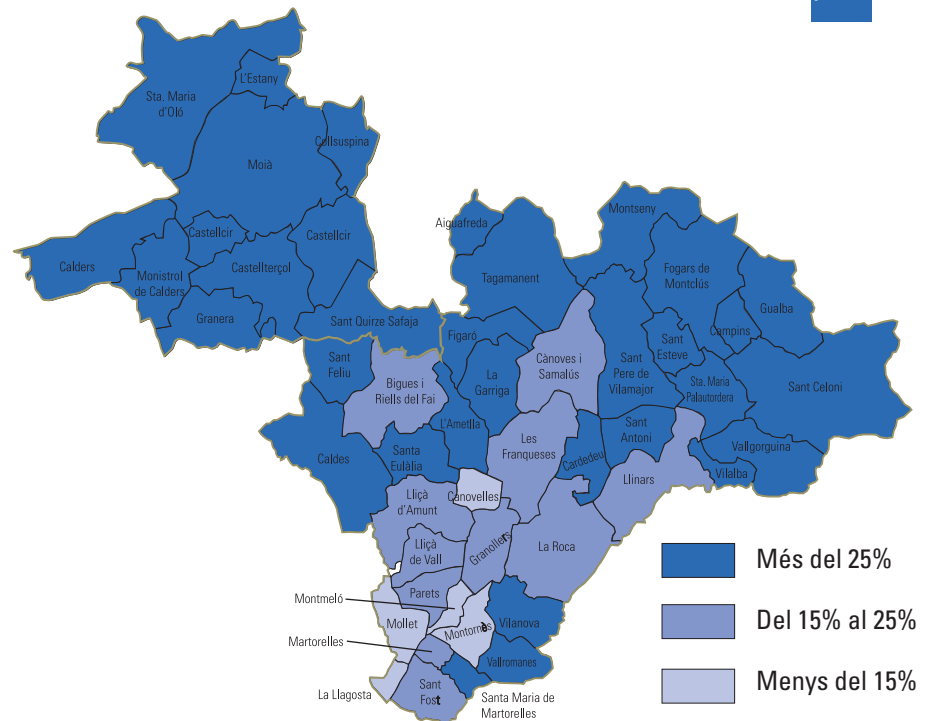 L'Estany
Sta. Maria
d'Oló
Collsuspina
Moià
Castellcir
Castellcir
Calders
Monistrol
de Calders
Castellterçol
Granera
Sant Quirze Safaja
Aiguafreda
Montseny
Tagamanent
Fogars de
Montclús
Gualba
Campins
Figaró
Cànoves i
Samalús
Sant
Esteve
Sant
Pere de
Vilamajor
La
Garriga
Sant
Feliu
Bigues i
Riells del Fai
Sta. Maria
Palautordera
Sant Celoni
L'Ametlla
Sant
Antoni
Les
Franqueses
Vallgorguina
Caldes
Santa
Eulàlia
Cardedeu
Llinars
Vilalba
Canovelles
Lliçà
d'Amunt
Granollers
La Roca
Lliçà
de Vall
Més del 25%
Parets
Montmeló
Mollet
Montornès
Vilanova
Del 15% al 25%
Martorelles
Vallromanes
Sant
Fost
La Llagosta
Santa Maria de
Martorelles
Menys del 15%